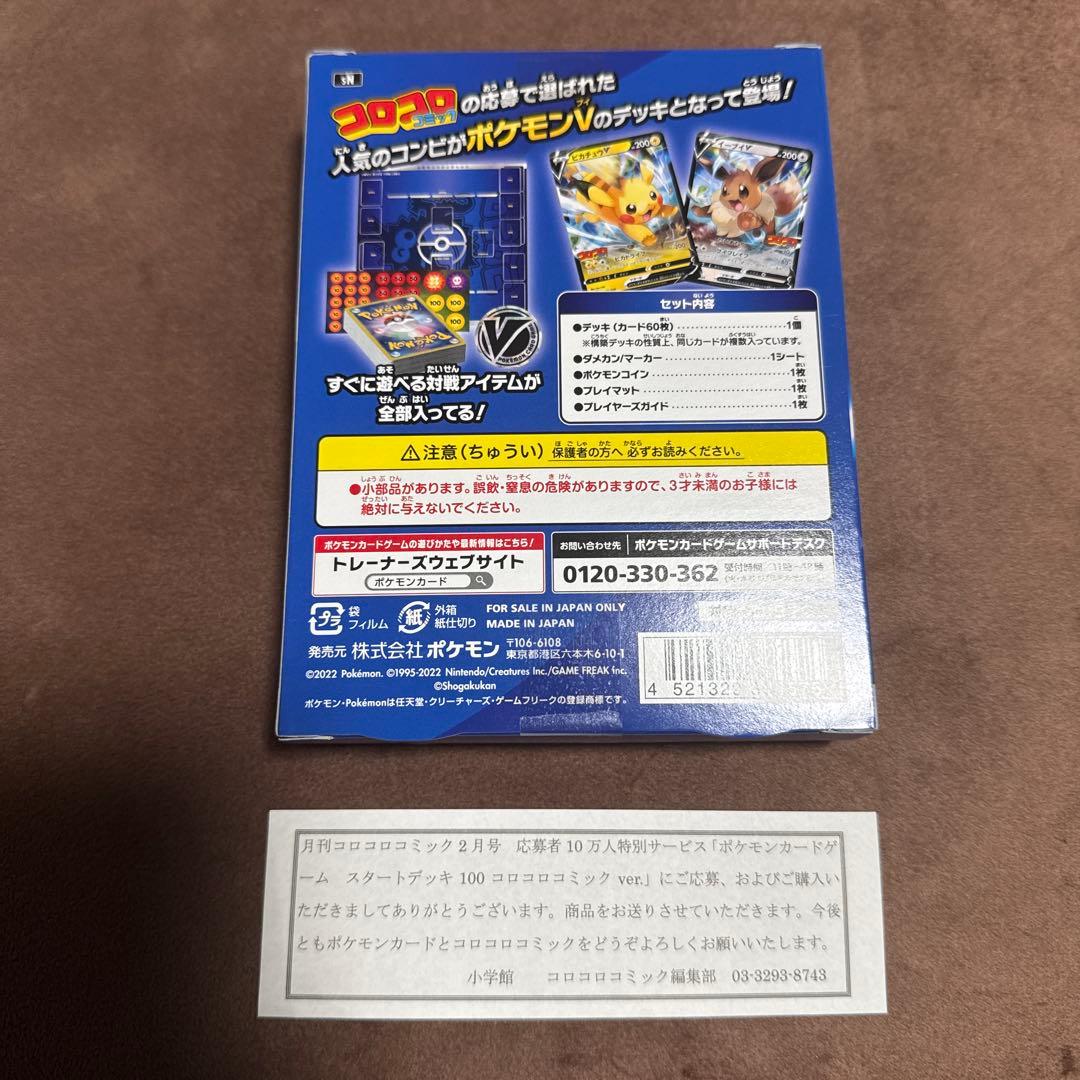 コロコロコミックの応募で選ばれた
人気のコンビがポケモンVのデッキとなって登場!
ピカチュウV
200
イーブイV
200
100
100
100
POKÉMON
すぐに遊べる対戦アイテムが
全部入ってる!
セット内容
●デッキ(カード60枚)……1個
※構築デッキの性質上、同じカードが複数入っています。
●ダメカン/マーカー……1シート
●ポケモンコイン……1枚
●プレイマット……1枚
●プレイヤーズガイド……1枚
⚠注意(ちゅうい) 保護者の方へ 必ずお読みください。
●小部品があります。誤飲・窒息の危険がありますので、3才未満のお子様には
絶対に与えないでください。
ポケモンカードゲームの遊びかたや最新情報はこちら!
トレーナーズウェブサイト
ポケモンカード
お問い合わせ先 ポケモンカードゲームサポートデスク
0120-330-362 受付時間
プラ 袋 フィルム
紙 外箱 紙仕切り
FOR SALE IN JAPAN ONLY
MADE IN JAPAN
発売元 株式会社ポケモン 〒106-6108
東京都港区六本木6-10-1
©2022 Pokémon. ©1995-2022 Nintendo/Creatures Inc./GAME FREAK inc.
©Shogakukan
ポケモン・Pokémonは任天堂・クリーチャーズ・ゲームフリークの登録商標です。
月刊コロコロコミック2月号 応募者10万人特別サービス「ポケモンカードゲ
ーム スタートデッキ100 コロコロコミック ver.」にご応募、およびご購入い
ただきましてありがとうございます。商品をお送りさせていただきます。今後
ともポケモンカードとコロコロコミックをどうぞよろしくお願いいたします。
小学館 コロコロコミック編集部 03-3293-8743